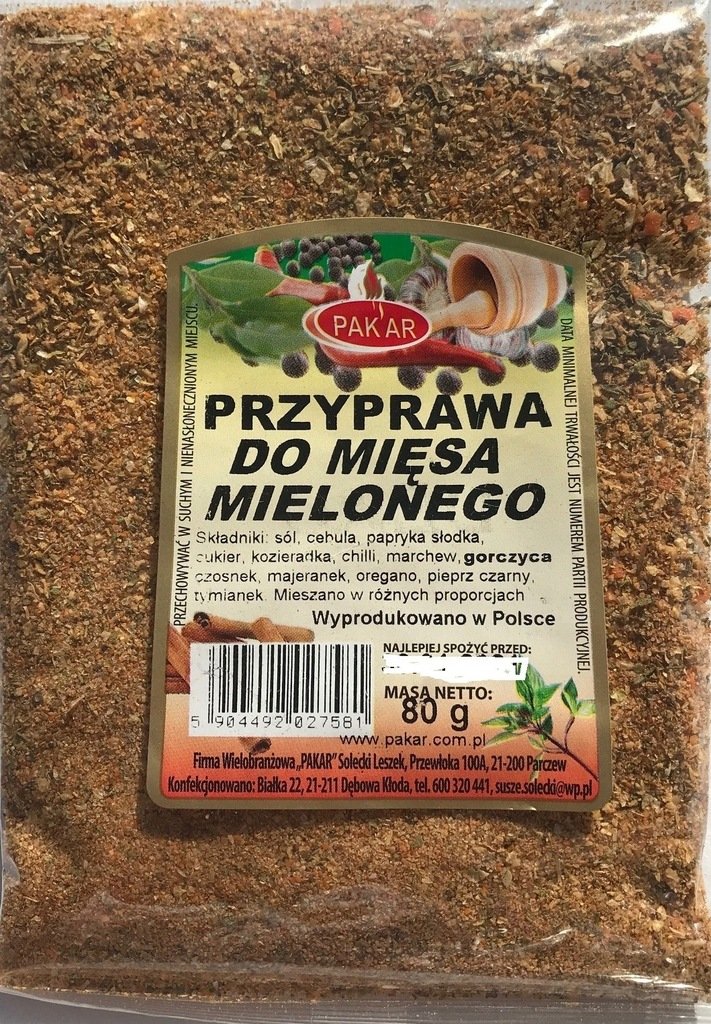 PAKAR
PRZYPRAWA
DO MIĘSA
MIELONEGO
Składniki: sól, cebula, papryka słodka,
cukier, kozieradka, chilli, marchew, gorczyca
czosnek, majeranek, oregano, pieprz czarny,
tymianek. Mieszano w różnych proporcjach
Wyprodukowano w Polsce
PRZECHOWYWAĆ W SUCHYM I NIENASŁONECZNIONYM MIEJSCU.
DATA MINIMALNEJ TRWAŁOŚCI JEST NUMEREM PARTII PRODUKCYJNEJ.
NAJLEPIEJ SPOŻYĆ PRZED:
MASA NETTO:
80 g
5 904492 027581
www.pakar.com.pl
Firma Wielobranżowa „PAKAR” Solecki Leszek, Przewłoka 100A, 21-200 Parczew
Konfekcjonowano: Białka 22, 21-211 Dębowa Kłoda, tel. 600 320 441, susze.solecki@wp.pl